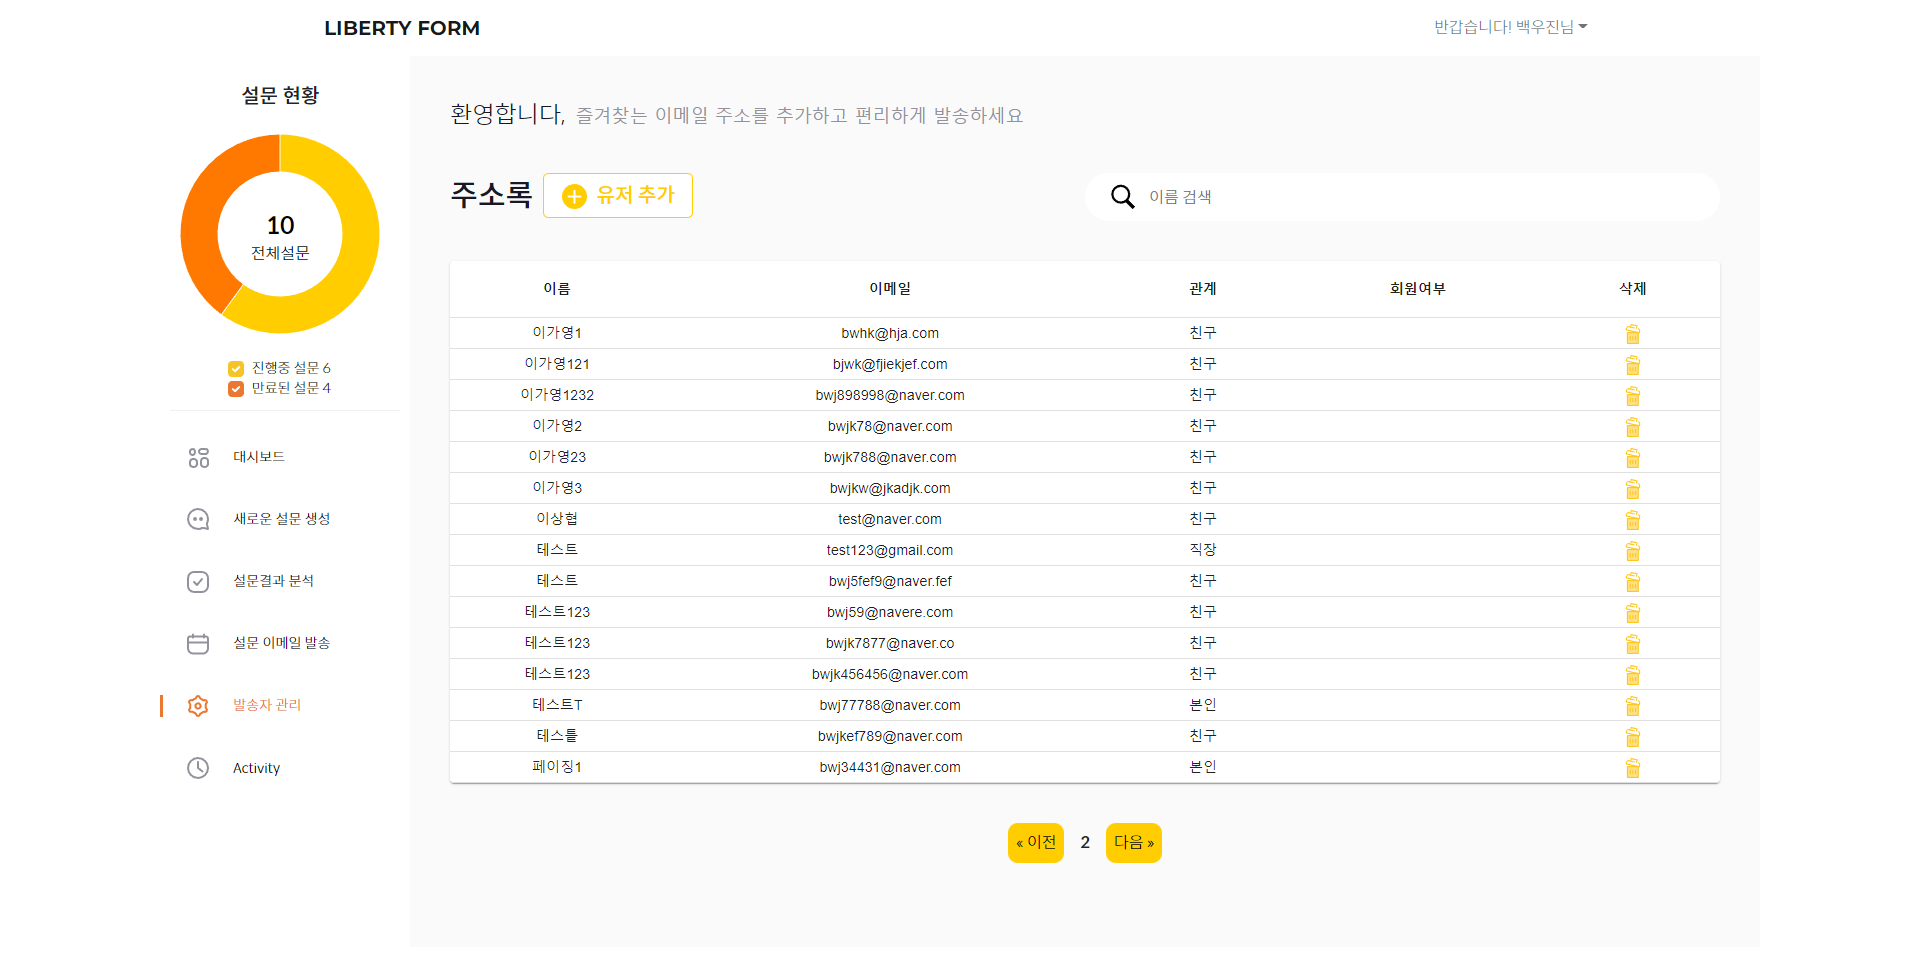 LIBERTY FORM
반갑습니다! 백우진님
설문 현황
10
전체설문
진행중 설문 6
만료된 설문 4
대시보드
새로운 설문 생성
설문결과 분석
설문 이메일 발송
발송자 관리
Activity
환영합니다, 즐겨찾는 이메일 주소를 추가하고 편리하게 발송하세요
주소록 유저 추가 이름 검색
이름 이메일 관계 회원여부 삭제
이가영1 bwhk@hja.com 친구
이가영121 bjwk@fjiekjef.com 친구
이가영1232 bwj898998@naver.com 친구
이가영2 bwjk78@naver.com 친구
이가영23 bwjk788@naver.com 친구
이가영3 bwjkw@jkadjk.com 친구
이상협 test@naver.com 친구
테스트 test123@gmail.com 직장
테스트 bwj5fef9@naver.fef 친구
테스트123 bwj59@navere.com 친구
테스트123 bwjk7877@naver.co 친구
테스트123 bwjk456456@naver.com 친구
테스트T bwj77788@naver.com 본인
테스틀 bwjkef789@naver.com 친구
페이징1 bwj34431@naver.com 본인
« 이전 2 다음 »